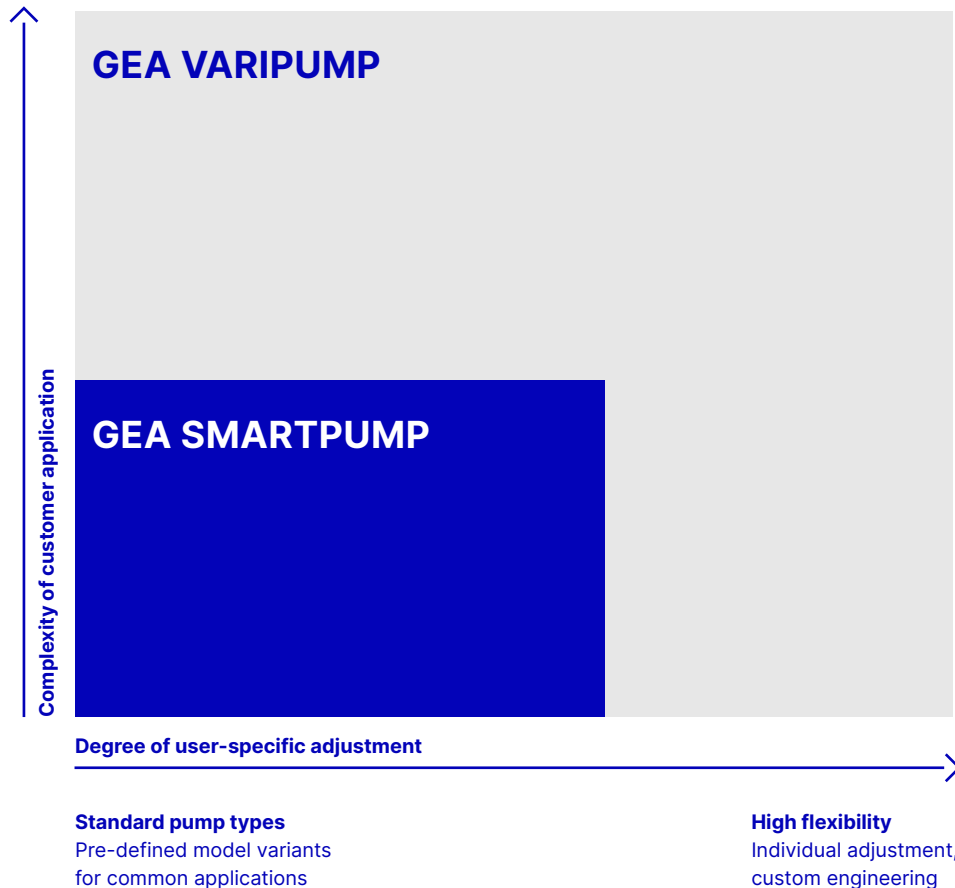 GEA VARIPUMP
GEA SMARTPUMP
Complexity of customer application
Degree of user-specific adjustment
Standard pump types
Pre-defined model variants
for common applications
High flexibility
Individual adjustment,
custom engineering